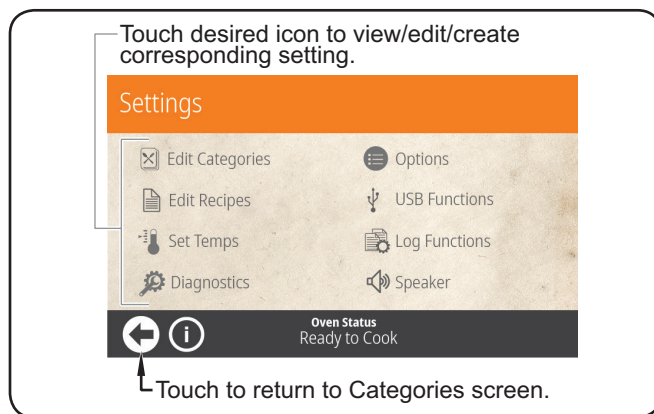 Touch desired icon to view/edit/create
corresponding setting.
Settings
Edit Categories
Options
Edit Recipes
USB Functions
Set Temps
Log Functions
Diagnostics
Speaker
i
Oven Status
Ready to Cook
Touch to return to Categories screen.